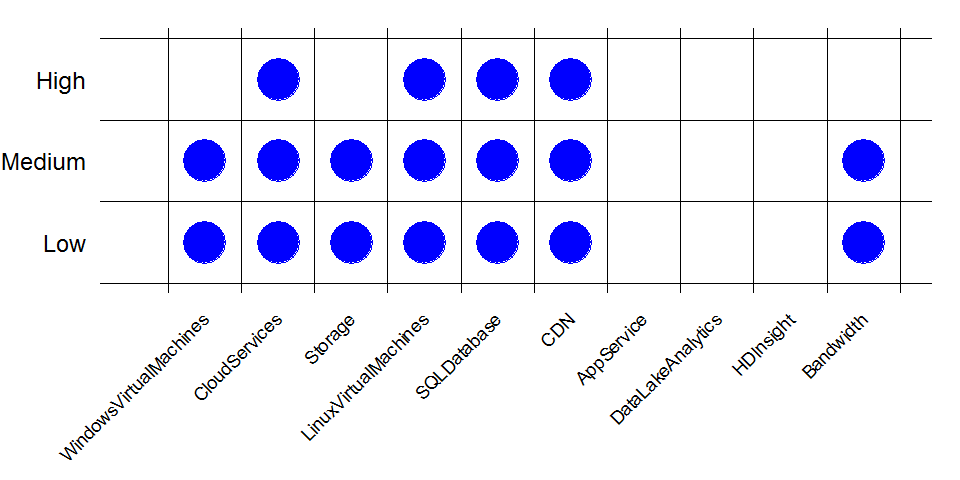 High
Medium
Low
WindowsVirtualMachines
CloudServices
Storage
LinuxVirtualMachines
SQLDatabase
CDN
AppService
DataLakeAnalytics
HDInsight
Bandwidth